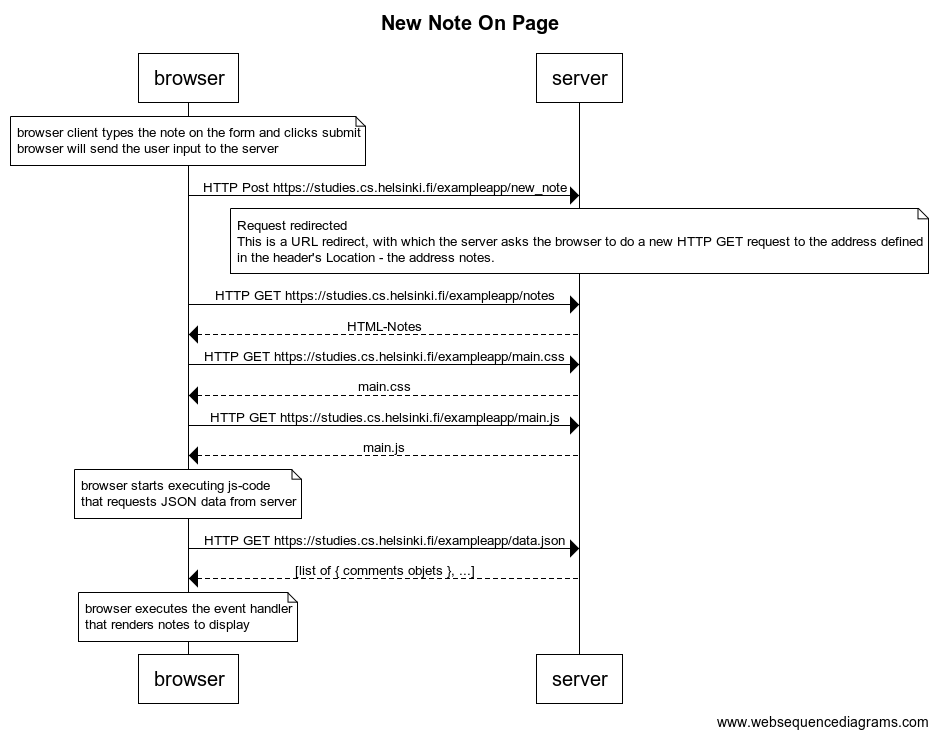 New Note On Page
browser
server
browser client types the note on the form and clicks submit
browser will send the user input to the server
HTTP Post https://studies.cs.helsinki.fi/exampleapp/new_note
Request redirected
This is a URL redirect, with which the server asks the browser to do a new HTTP GET request to the address defined
in the header's Location - the address notes.
HTTP GET https://studies.cs.helsinki.fi/exampleapp/notes
HTML-Notes
HTTP GET https://studies.cs.helsinki.fi/exampleapp/main.css
main.css
HTTP GET https://studies.cs.helsinki.fi/exampleapp/main.js
main.js
browser starts executing js-code
that requests JSON data from server
HTTP GET https://studies.cs.helsinki.fi/exampleapp/data.json
[list of { comments objets }, ...]
browser executes the event handler
that renders notes to display
browser
server
www.websequencediagrams.com